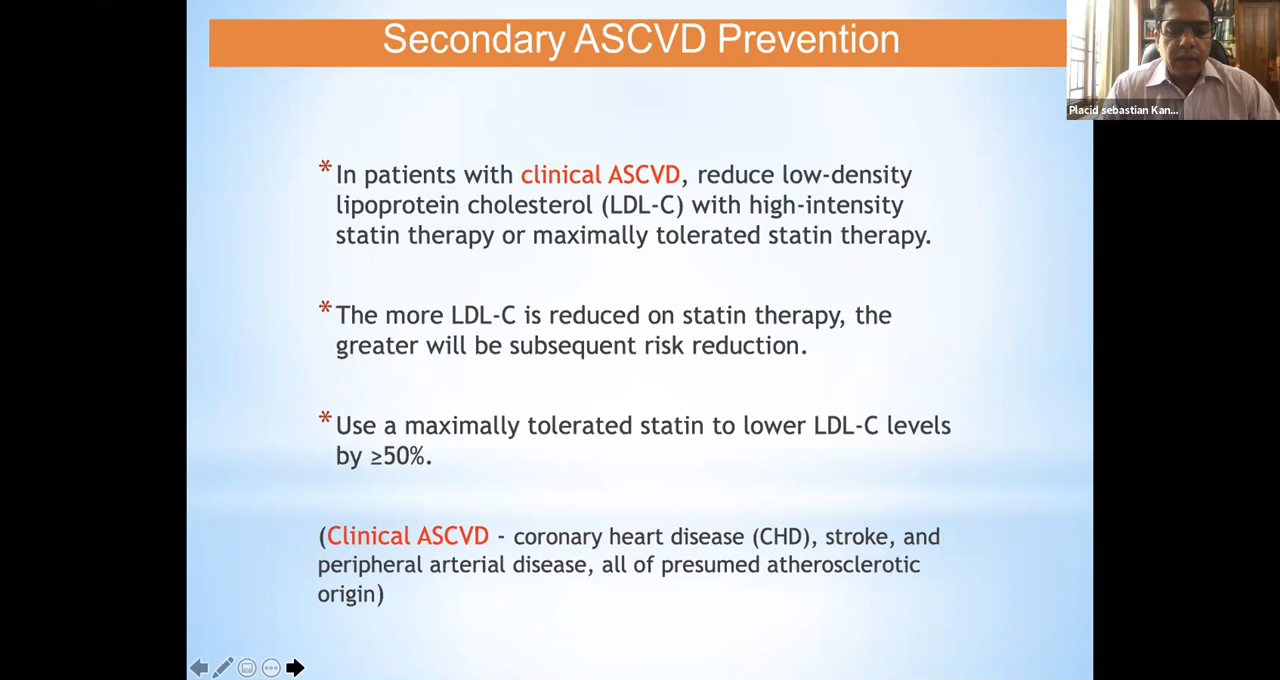 Secondary ASCVD Prevention
Placid sebastian Kan...
* In patients with clinical ASCVD, reduce low-density
lipoprotein cholesterol (LDL-C) with high-intensity
statin therapy or maximally tolerated statin therapy.
* The more LDL-C is reduced on statin therapy, the
greater will be subsequent risk reduction.
* Use a maximally tolerated statin to lower LDL-C levels
by ≥50%.
(Clinical ASCVD - coronary heart disease (CHD), stroke, and
peripheral arterial disease, all of presumed atherosclerotic
origin)